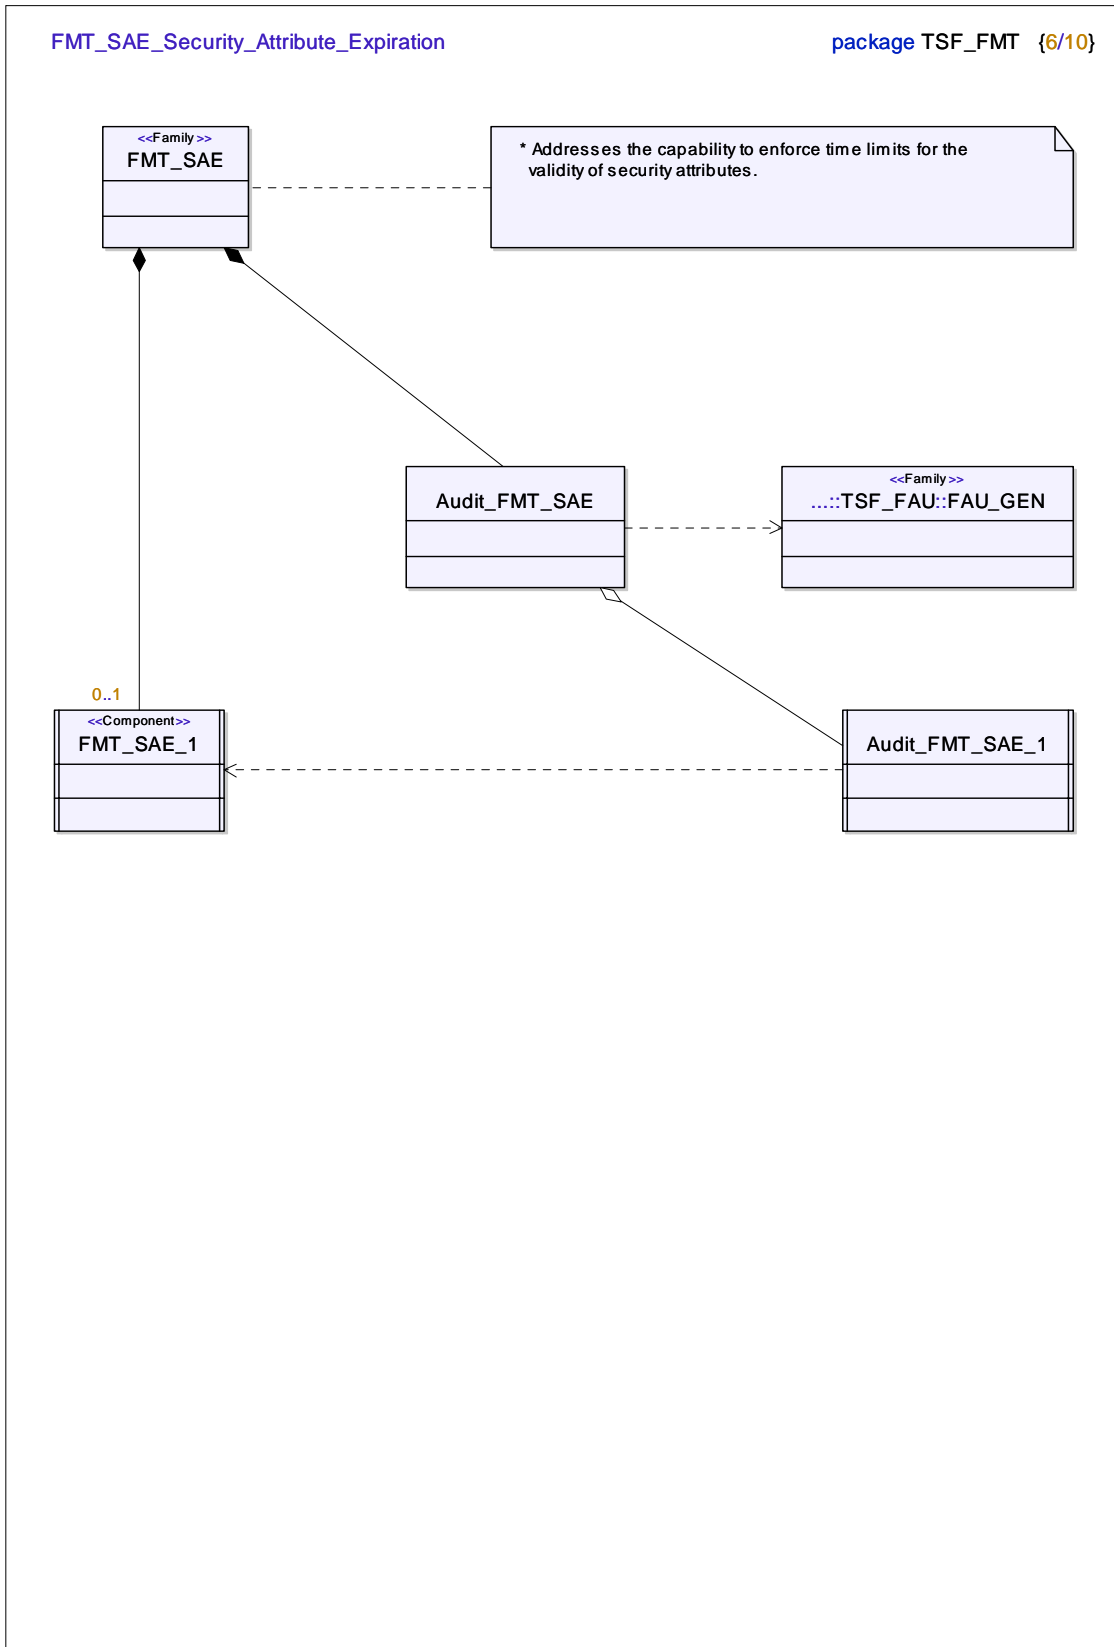 FMT_SAE_Security_Attribute_Expiration
package TSF_FMT {6/10}
<<Family>>
FMT_SAE
* Addresses the capability to enforce time limits for the
validity of security attributes.
Audit_FMT_SAE
<<Family>>
...::TSF_FAU::FAU_GEN
0..1
<<Component>>
FMT_SAE_1
Audit_FMT_SAE_1